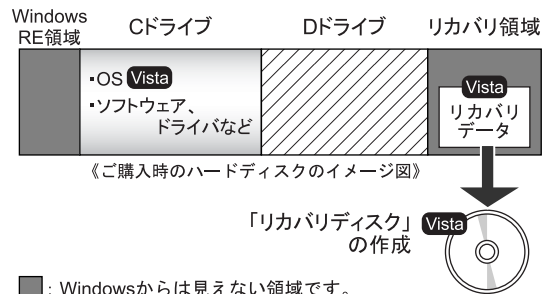 Windows
RE領域
Cドライブ
Dドライブ
リカバリ領域
・OS Vista
・ソフトウェア、
ドライバなど
Vista
リカバリ
データ
《ご購入時のハードディスクのイメージ図》
「リカバリディスク」 Vista
の作成
: Windowsからは見えない領域です。